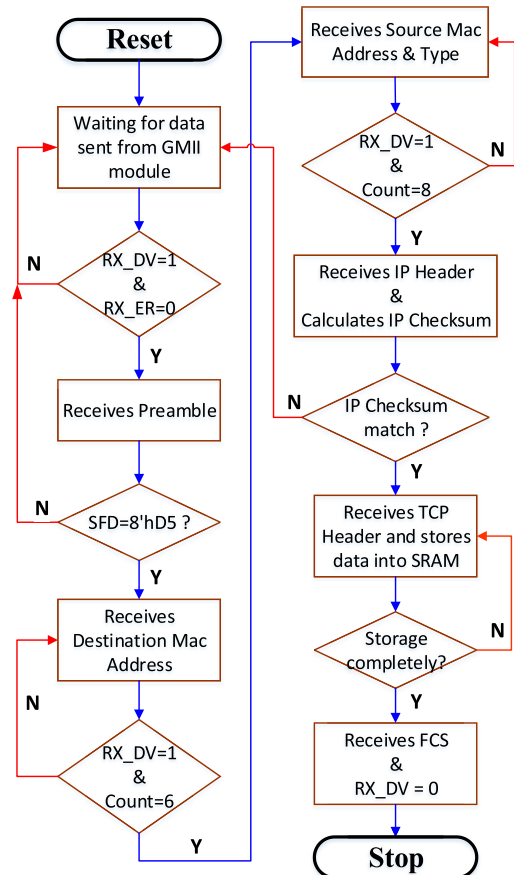 Reset
Waiting for data
sent from GMII
module
N
RX_DV=1
&
RX_ER=0
Y
Receives Preamble
N
SFD=8'hD5 ?
Y
Receives
Destination Mac
Address
N
RX_DV=1
&
Count=6
Y
Receives Source Mac
Address & Type
RX_DV=1
&
Count=8
N
Y
Receives IP Header
&
Calculates IP Checksum
N
IP Checksum
match ?
Y
Receives TCP
Header and stores
data into SRAM
Storage
completely?
N
Y
Receives FCS
&
RX_DV = 0
Stop